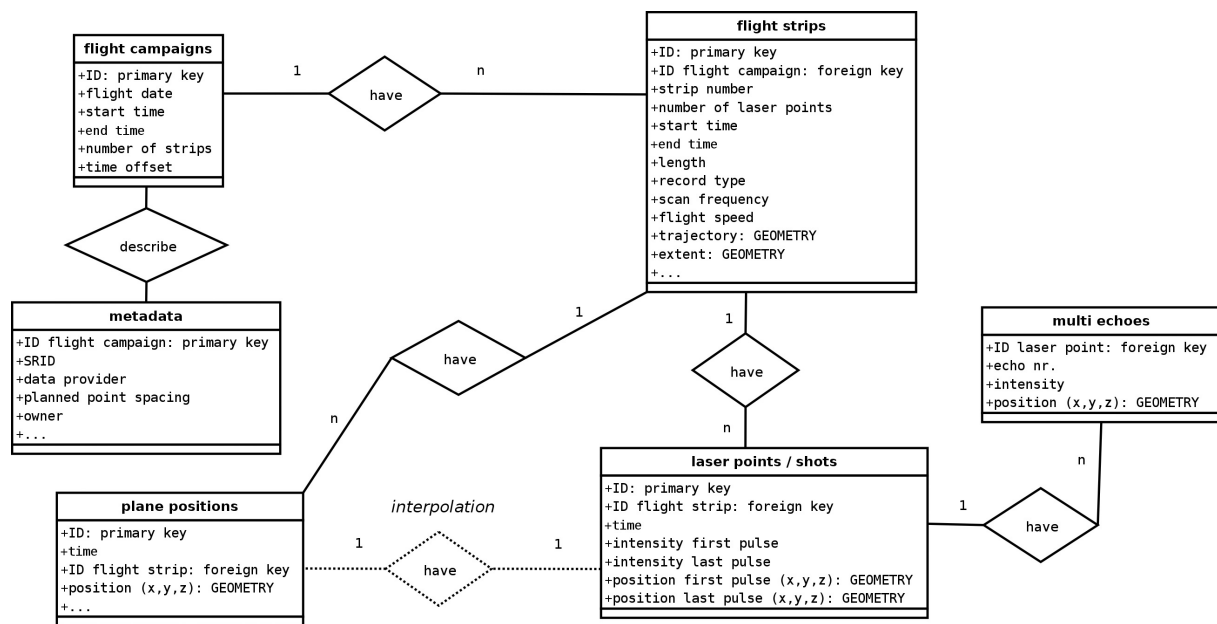 flight campaigns
+ID: primary key
+flight date
+start time
+end time
+number of strips
+time offset
1
have
n
flight strips
+ID: primary key
+ID flight campaign: foreign key
+strip number
+number of laser points
+start time
+end time
+length
+record type
+scan frequency
+flight speed
+trajectory: GEOMETRY
+extent: GEOMETRY
+...
describe
metadata
+ID flight campaign: primary key
+SRID
+data provider
+planned point spacing
+owner
+...
1
have
n
1
have
n
multi echoes
+ID laser point: foreign key
+echo nr.
+intensity
+position (x,y,z): GEOMETRY
n
1
have
laser points / shots
+ID: primary key
+ID flight strip: foreign key
+time
+intensity first pulse
+intensity last pulse
+position first pulse (x,y,z): GEOMETRY
+position last pulse (x,y,z): GEOMETRY
plane positions
+ID: primary key
+time
+ID flight strip: foreign key
+position (x,y,z): GEOMETRY
+...
interpolation
1
have
1